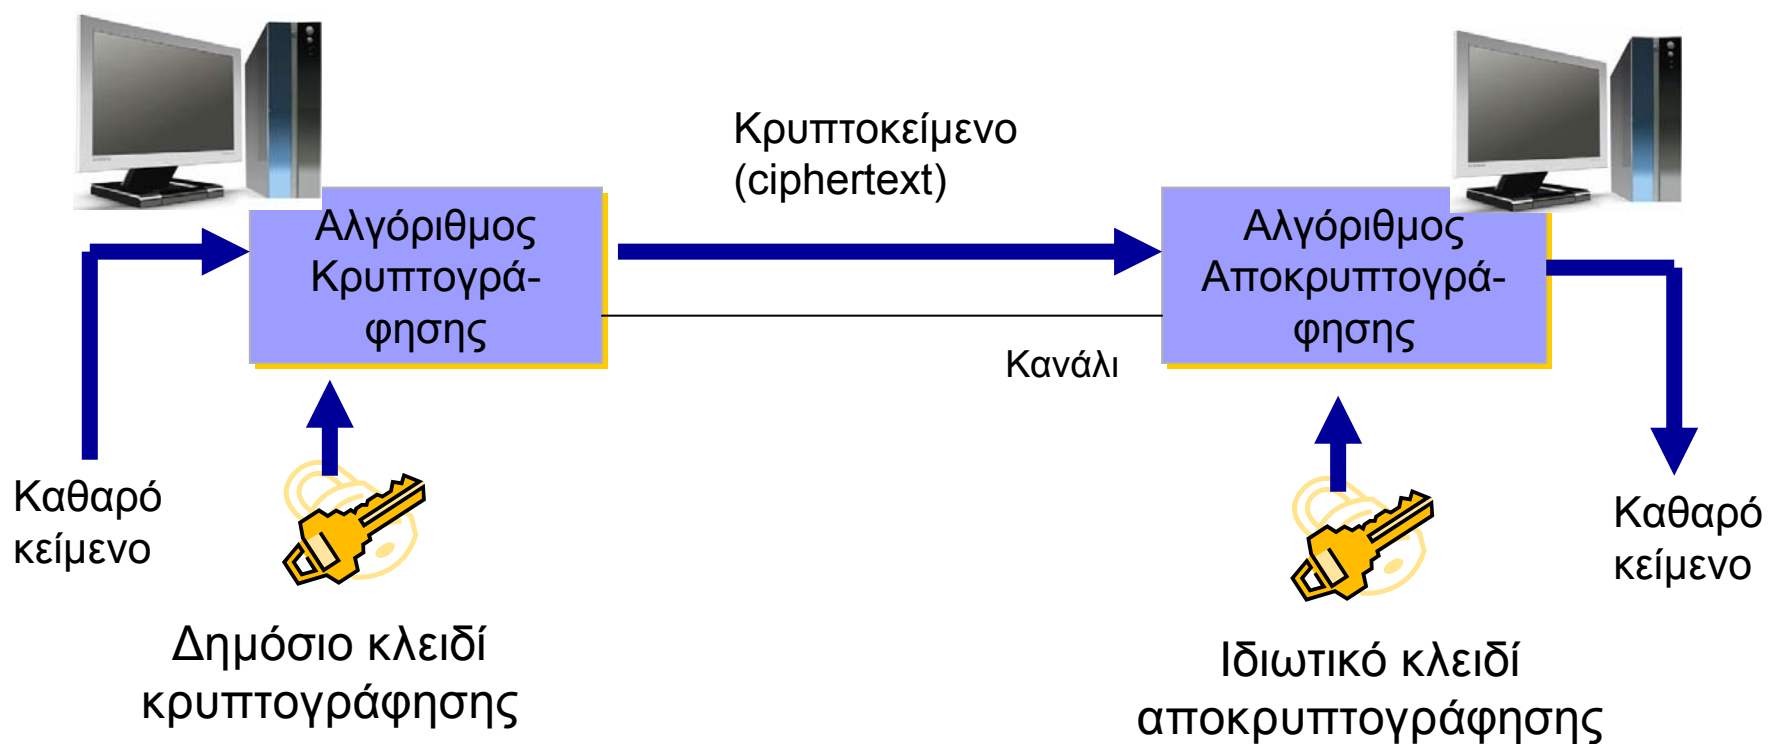 Κρυπτοκείμενο
(ciphertext)
Αλγόριθμος
Κρυπτογρά-
φησης
Αλγόριθμος
Αποκρυπτογρά-
φησης
Κανάλι
Καθαρό
κείμενο
Καθαρό
κείμενο
Δημόσιο κλειδί
κρυπτογράφησης
Ιδιωτικό κλειδί
αποκρυπτογράφησης